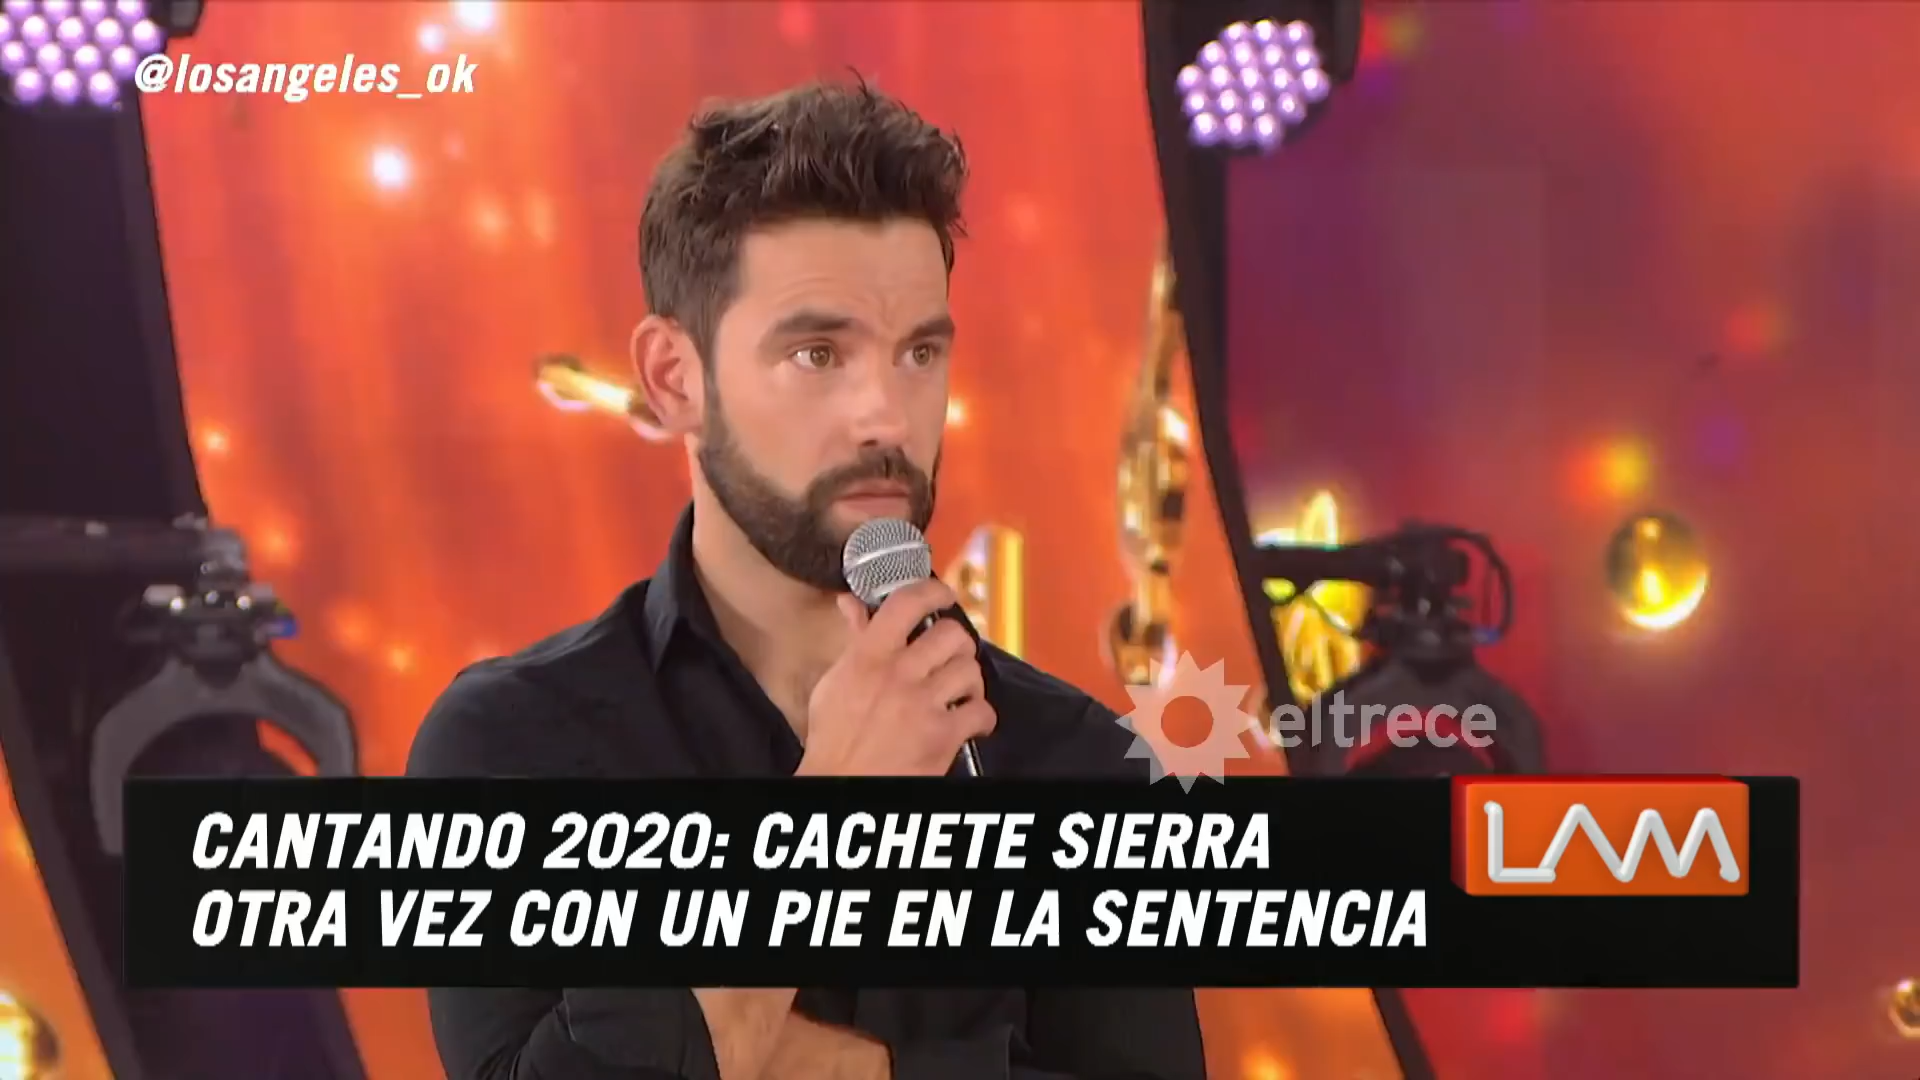 @losangeles_ok
eltrece
CANTANDO 2020: CACHETE SIERRA
OTRA VEZ CON UN PIE EN LA SENTENCIA
LAM